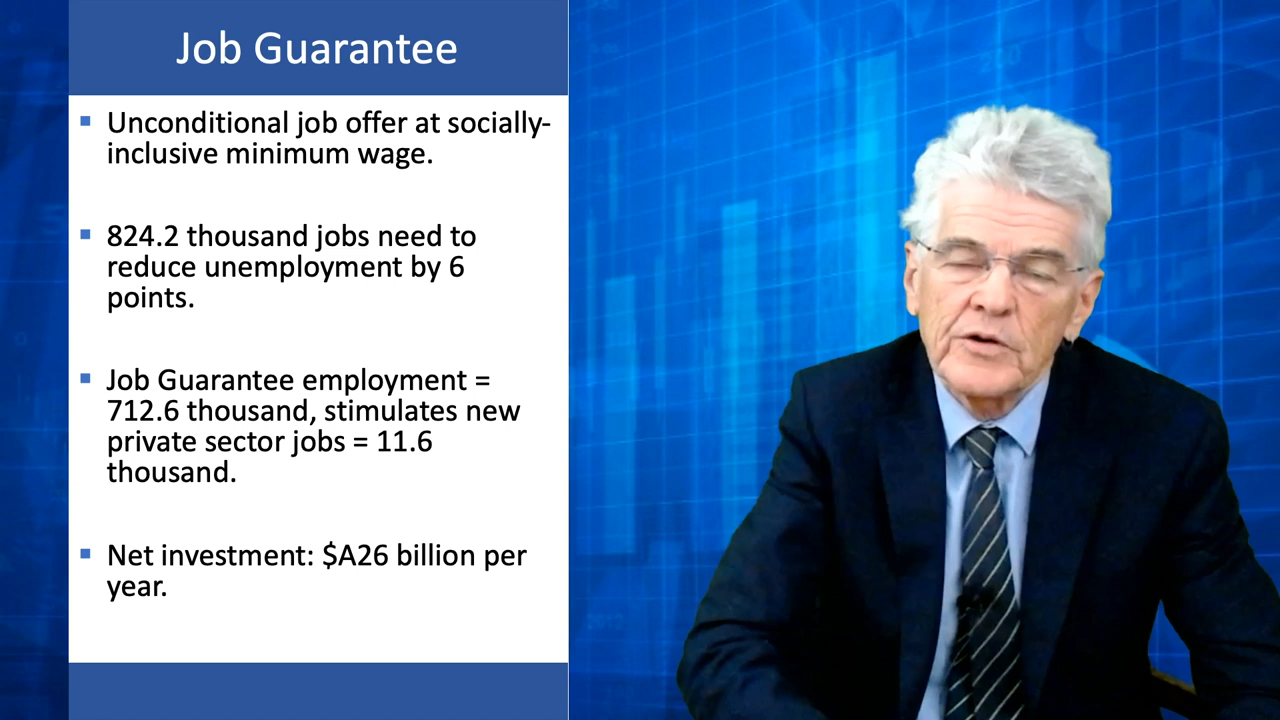 Job Guarantee
Unconditional job offer at socially-
inclusive minimum wage.
824.2 thousand jobs need to
reduce unemployment by 6
points.
Job Guarantee employment =
712.6 thousand, stimulates new
private sector jobs = 11.6
thousand.
Net investment: $A26 billion per
year.